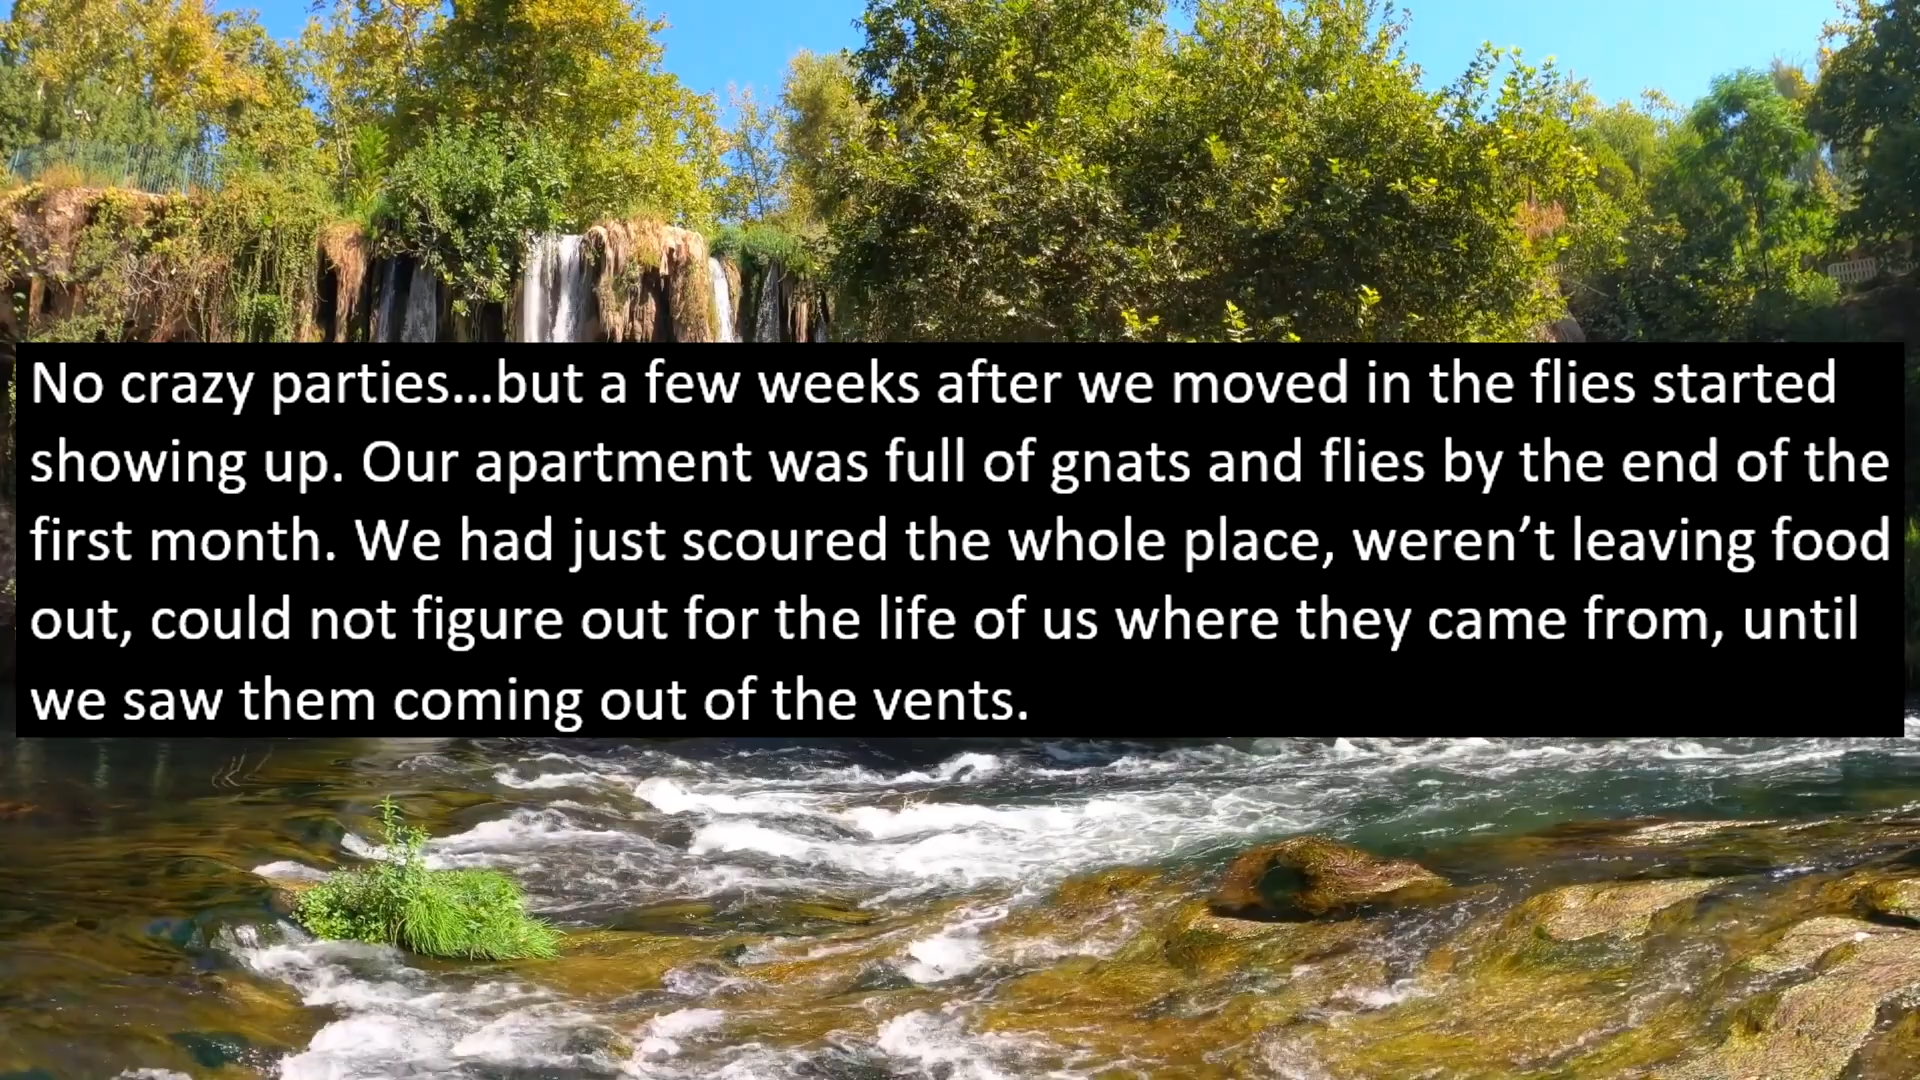 No crazy parties...but a few weeks after we moved in the flies started
showing up. Our apartment was full of gnats and flies by the end of the
first month. We had just scoured the whole place, weren’t leaving food
out, could not figure out for the life of us where they came from, until
we saw them coming out of the vents.